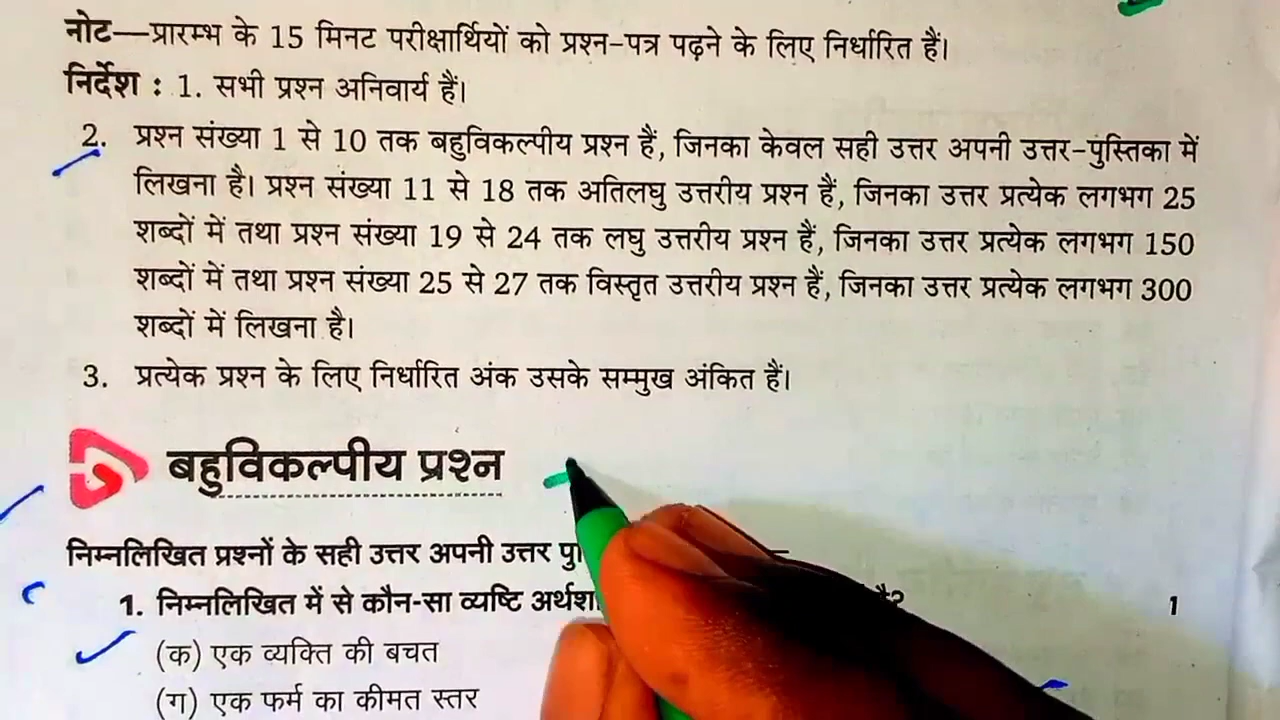 नोट—प्रारम्भ के 15 मिनट परीक्षार्थियों को प्रश्न-पत्र पढ़ने के लिए निर्धारित हैं।
निर्देश : 1. सभी प्रश्न अनिवार्य हैं।
2. प्रश्न संख्या 1 से 10 तक बहुविकल्पीय प्रश्न हैं, जिनका केवल सही उत्तर अपनी उत्तर-पुस्तिका में
लिखना है। प्रश्न संख्या 11 से 18 तक अतिलघु उत्तरीय प्रश्न हैं, जिनका उत्तर प्रत्येक लगभग 25
शब्दों में तथा प्रश्न संख्या 19 से 24 तक लघु उत्तरीय प्रश्न हैं, जिनका उत्तर प्रत्येक लगभग 150
शब्दों में तथा प्रश्न संख्या 25 से 27 तक विस्तृत उत्तरीय प्रश्न हैं, जिनका उत्तर प्रत्येक लगभग 300
शब्दों में लिखना है।
3. प्रत्येक प्रश्न के लिए निर्धारित अंक उसके सम्मुख अंकित हैं।
बहुविकल्पीय प्रश्न
निम्नलिखित प्रश्नों के सही उत्तर अपनी उत्तर
1. निम्नलिखित में से कौन-सा व्यष्टि 1
(क) एक व्यक्ति की बचत
(ग) एक फर्म का कीमत स्तर